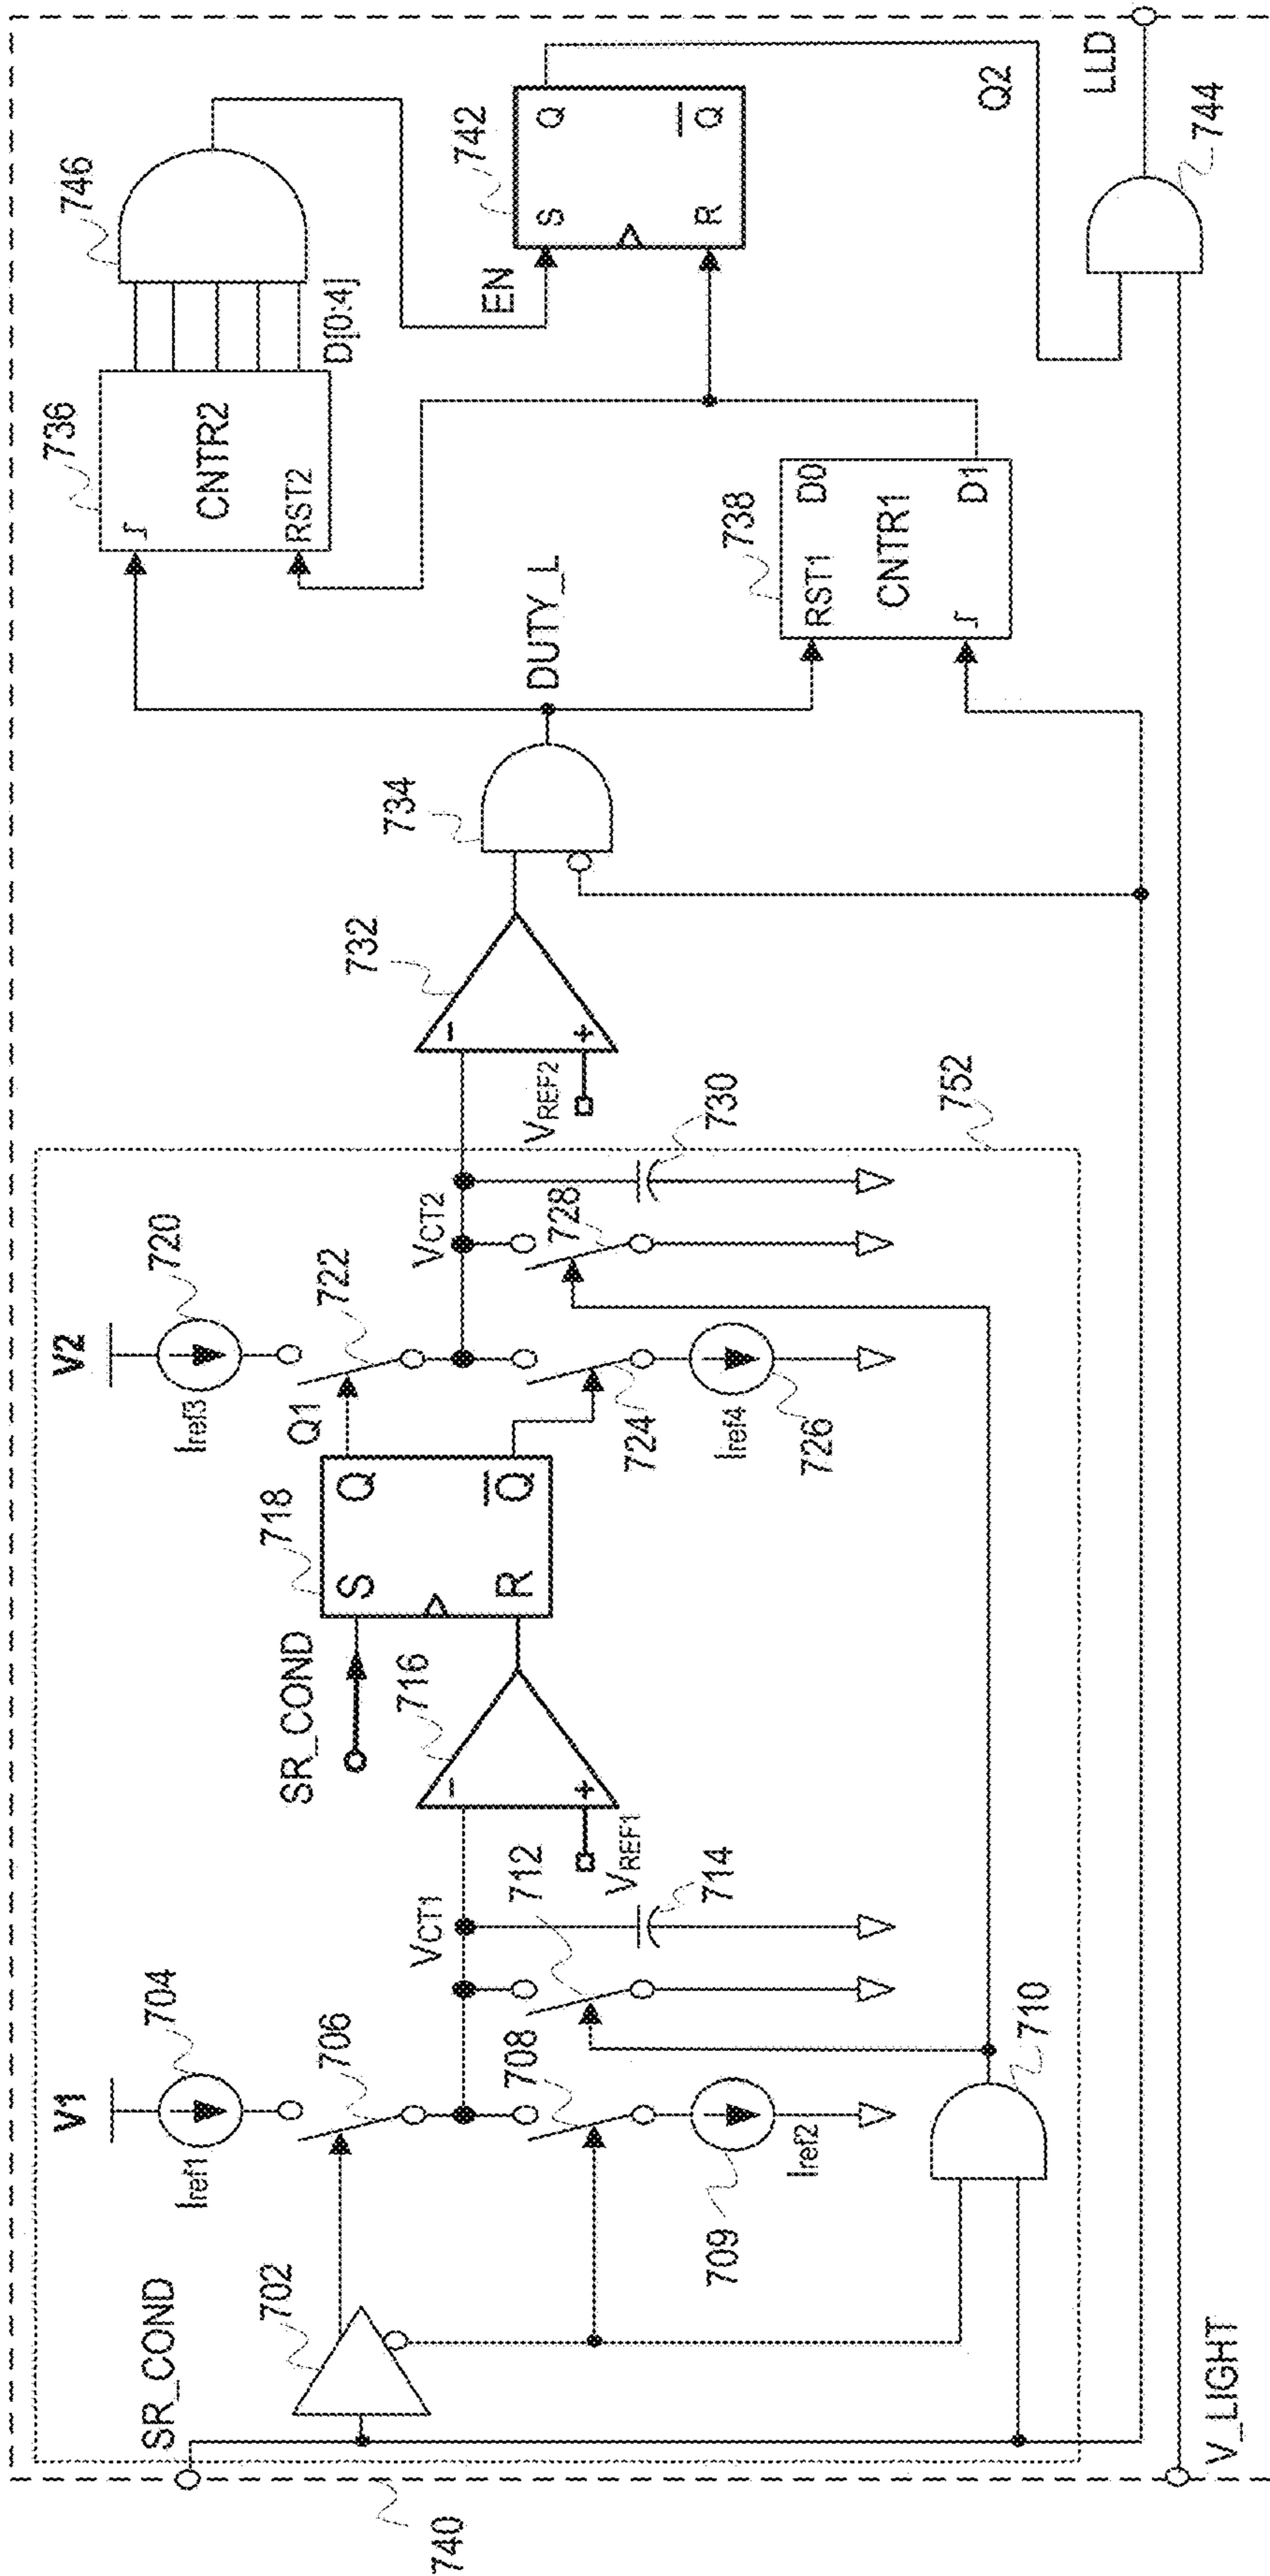 740
SR_COND
702
V1
704
Iref1
706
708
709
Iref2
710
VCT1
712
714
VREF1
716
SR_COND
718
S
R
Q
Q
Q1
V2
720
Iref3
722
724
Iref4
726
VCT2
728
730
752
VREF2
732
734
DUTY_L
736
CNTR2
RST2
D[0:4]
746
738
RST1
CNTR1
D0
D1
EN
742
S
R
Q
Q
Q2
744
LLD
V_LIGHT
-
+
-
+